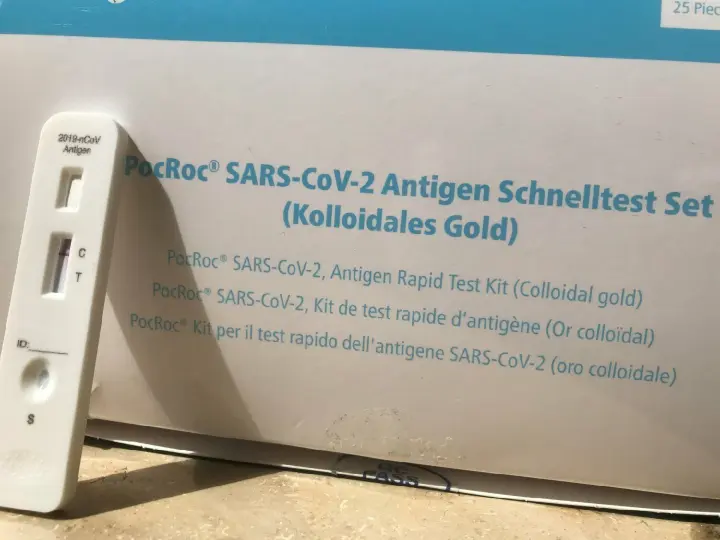 25 Piec
2019-nCoV
Antigen
C
T
ID:
S
PocRoc® SARS-CoV-2 Antigen Schnelltest Set
(Kolloidales Gold)
PocRoc® SARS-CoV-2, Antigen Rapid Test Kit (Colloidal gold)
PocRoc® SARS-CoV-2, Kit de test rapide d'antigène (Or colloïdal)
PocRoc® Kit per il test rapido dell'antigene SARS-CoV-2 (oro colloidale)